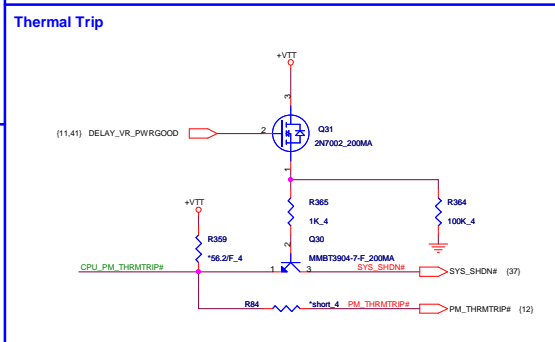 Thermal Trip
+VTT
3
(11,41) DELAY_VR_PWRGOOD
2
Q31
2N7002_200MA
1
+VTT
R365
1K_4
R364
100K_4
R359
*56.2/F_4
Q30
2
MMBT3904-7-F_200MA
CPU_PM_THRMTRIP#
1
3
SYS_SHDN#
SYS_SHDN# (37)
R84
*short_4
PM_THRMTRIP#
PM_THRMTRIP# (12)